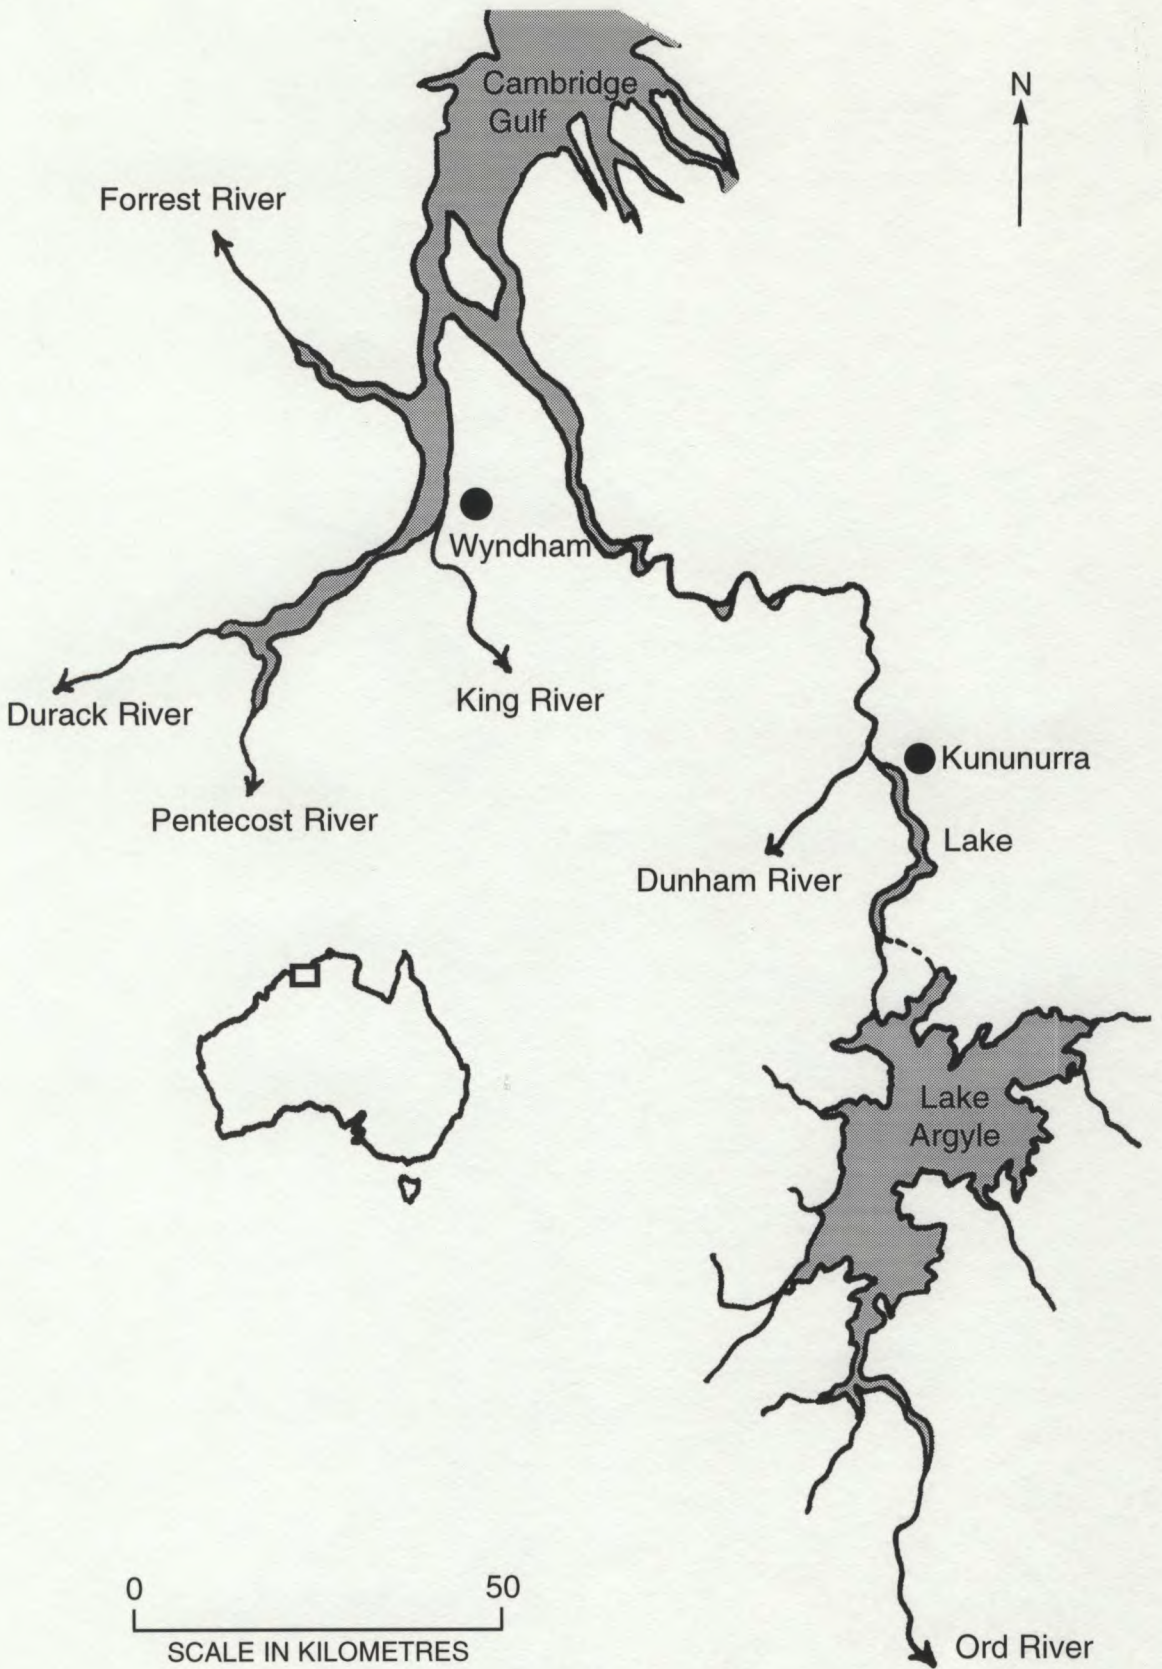 Cambridge
Gulf
N
Forrest River
Wyndham
Durack River
King River
Pentecost River
Kununurra
Lake
Dunham River
Lake
Argyle
0 50
SCALE IN KILOMETRES
Ord River